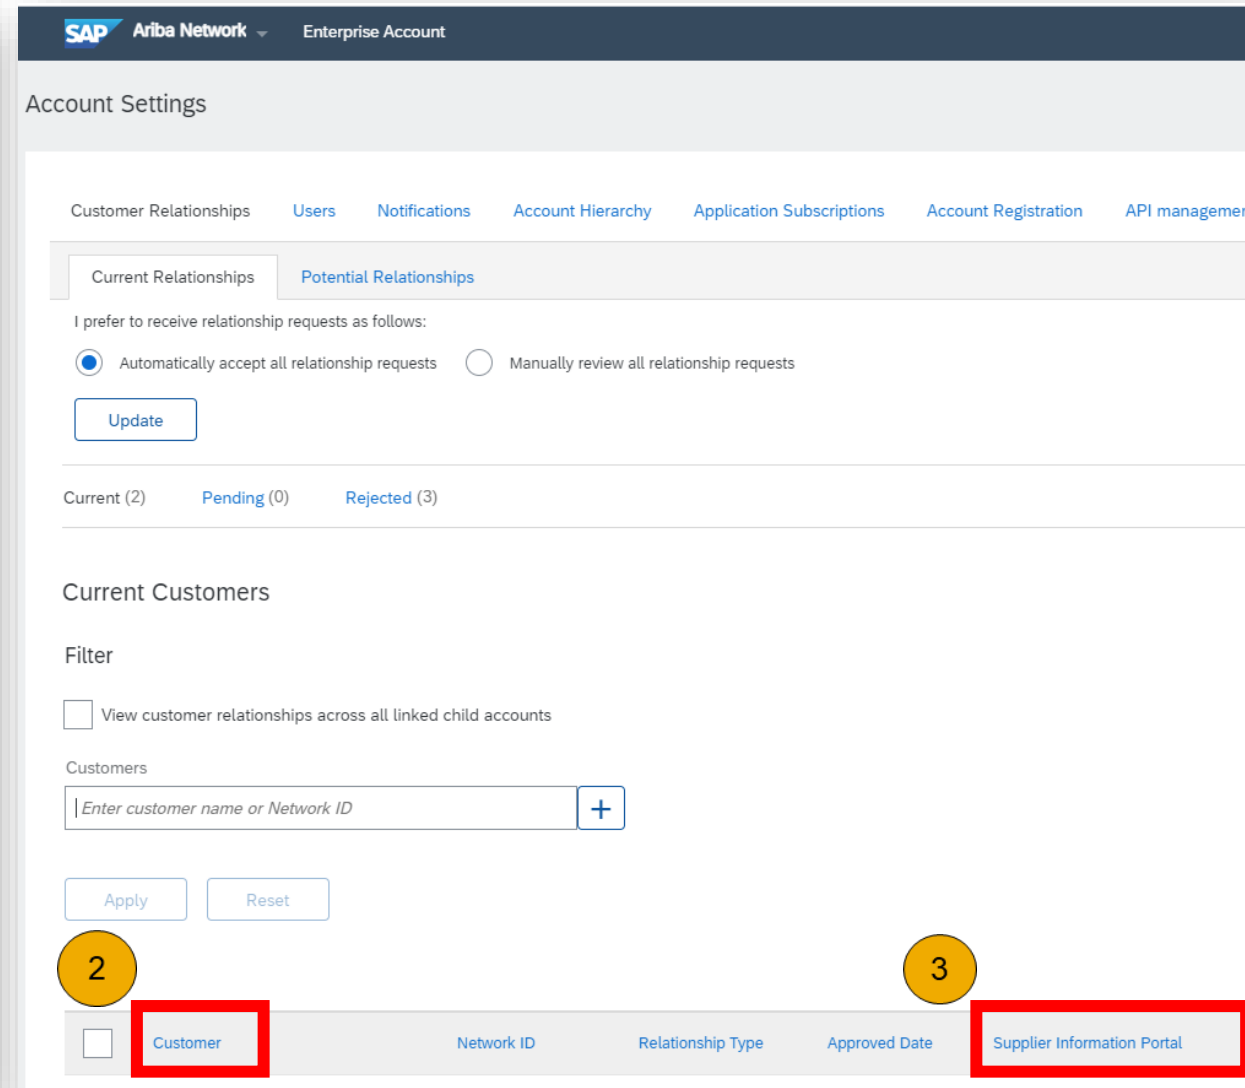 SAP Ariba Network Enterprise Account
Account Settings
Customer Relationships Users Notifications Account Hierarchy Application Subscriptions Account Registration API managemen
Current Relationships Potential Relationships
I prefer to receive relationship requests as follows:
Automatically accept all relationship requests Manually review all relationship requests
Update
Current (2) Pending (0) Rejected (3)
Current Customers
Filter
View customer relationships across all linked child accounts
Customers
Enter customer name or Network ID +
Apply Reset
2 3
Customer Network ID Relationship Type Approved Date Supplier Information Portal